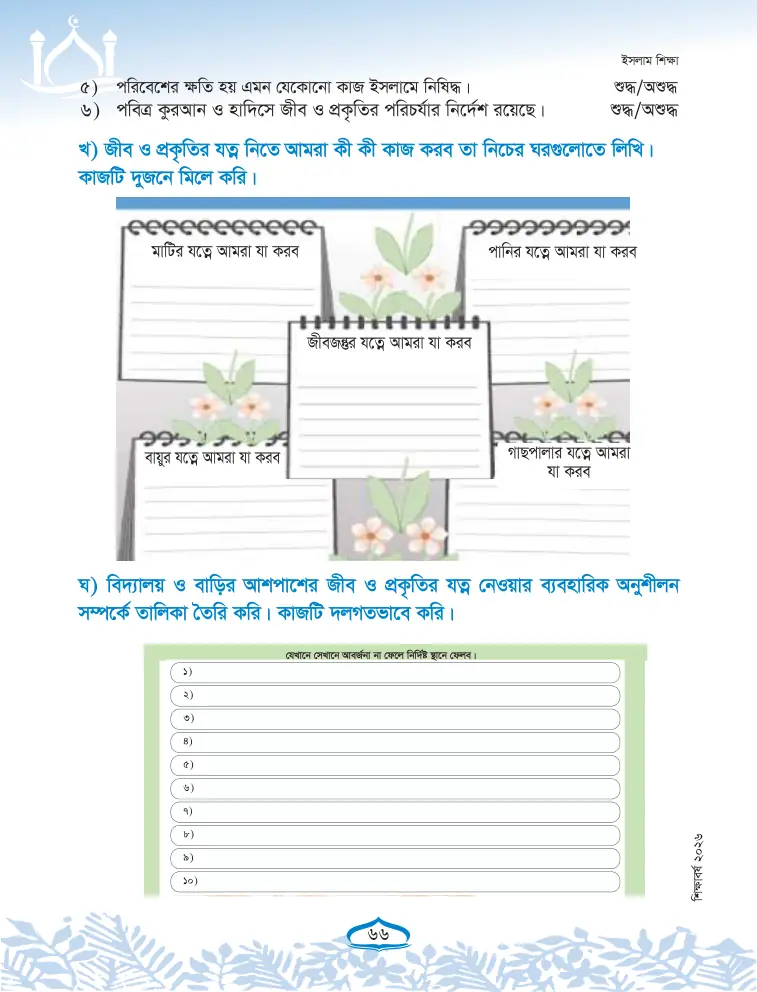 ইসলাম শিক্ষা
৫) পরিবেশের ক্ষতি হয় এমন যেকোনো কাজ ইসলামে নিষিদ্ধ। শুদ্ধ/অশুদ্ধ
৬) পবিত্র কুরআন ও হাদিসে জীব ও প্রকৃতির পরিচর্যার নির্দেশ রয়েছে। শুদ্ধ/অশুদ্ধ
খ) জীব ও প্রকৃতির যত্ন নিতে আমরা কী কী কাজ করব তা নিচের ঘরগুলোতে লিখি।
কাজটি দুজনে মিলে করি।
মাটির যত্নে আমরা যা করব
পানির যত্নে আমরা যা করব
জীবজন্তুর যত্নে আমরা যা করব
বায়ুর যত্নে আমরা যা করব
গাছপালার যত্নে আমরা
যা করব
ঘ) বিদ্যালয় ও বাড়ির আশপাশের জীব ও প্রকৃতির যত্ন নেওয়ার ব্যবহারিক অনুশীলন
সম্পর্কে তালিকা তৈরি করি। কাজটি দলগতভাবে করি।
যেখানে সেখানে আবর্জনা না ফেলে নির্দিষ্ট স্থানে ফেলব।
১)
২)
৩)
৪)
৫)
৬)
৭)
৮)
৯)
১০)
শিক্ষাবর্ষ ২০২৬
৬৬